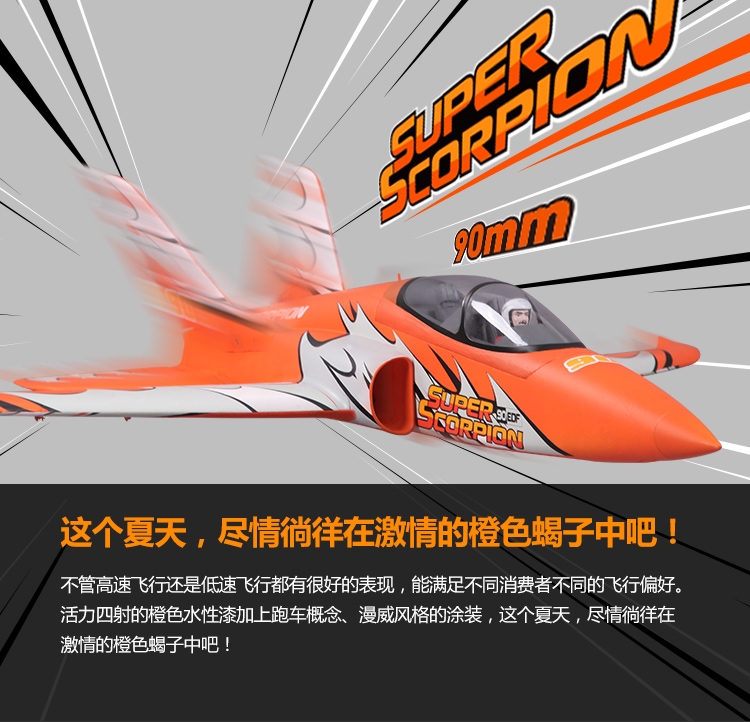 SUPER
SCORPION
90mm
SUPER
SCORPION
90 EDF
这个夏天，尽情徜徉在激情的橙色蝎子中吧！
不管高速飞行还是低速飞行都有很好的表现，能满足不同消费者不同的飞行偏好。
活力四射的橙色水性漆加上跑车概念、漫威风格的涂装，这个夏天，尽情徜徉在
激情的橙色蝎子中吧！